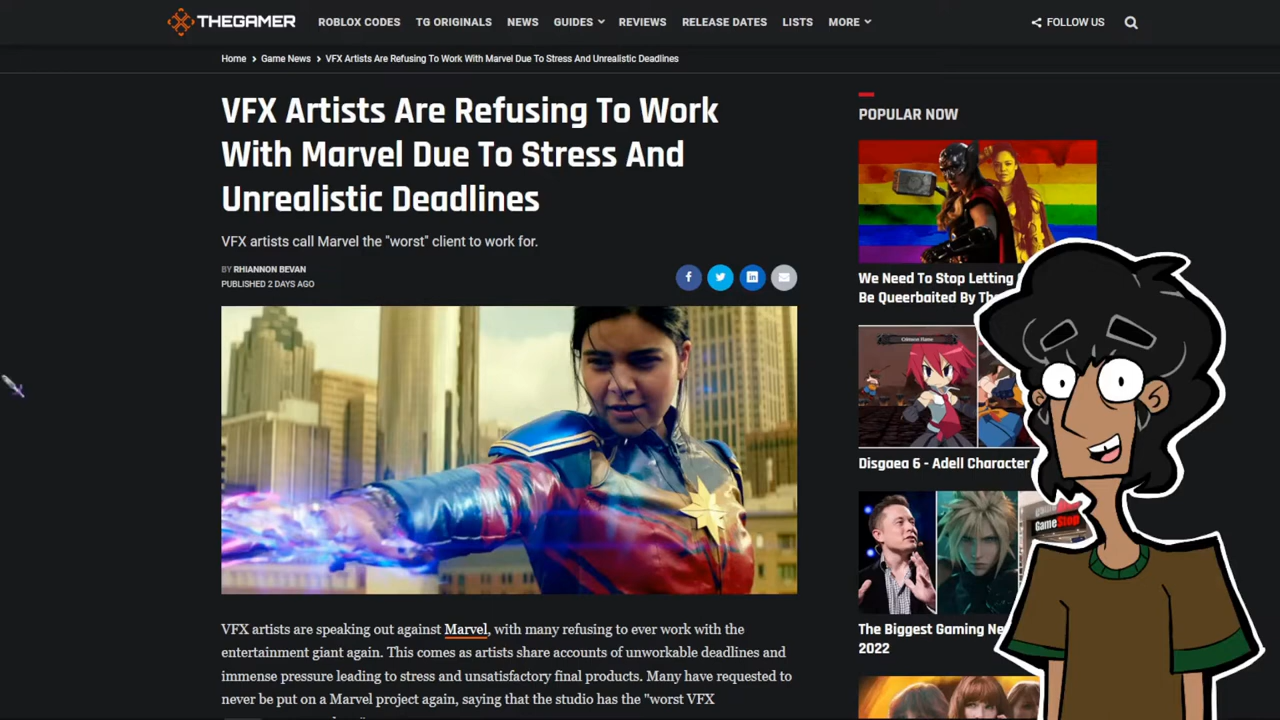 THEGAMER
ROBLOX CODES TG ORIGINALS NEWS GUIDES REVIEWS RELEASE DATES LISTS MORE FOLLOW US
Home > Game News > VFX Artists Are Refusing To Work With Marvel Due To Stress And Unrealistic Deadlines
VFX Artists Are Refusing To Work
With Marvel Due To Stress And
Unrealistic Deadlines
VFX artists call Marvel the "worst" client to work for.
BY RHIANNON BEVAN
PUBLISHED 2 DAYS AGO
VFX artists are speaking out against Marvel, with many refusing to ever work with the
entertainment giant again. This comes as artists share accounts of unworkable deadlines and
immense pressure leading to stress and unsatisfactory final products. Many have requested to
never be put on a Marvel project again, saying that the studio has the "worst VFX
POPULAR NOW
We Need To Stop Letting
Be Queerbaited By
Disgaea 6 - Adell Character
GameStop
The Biggest Gaming
2022